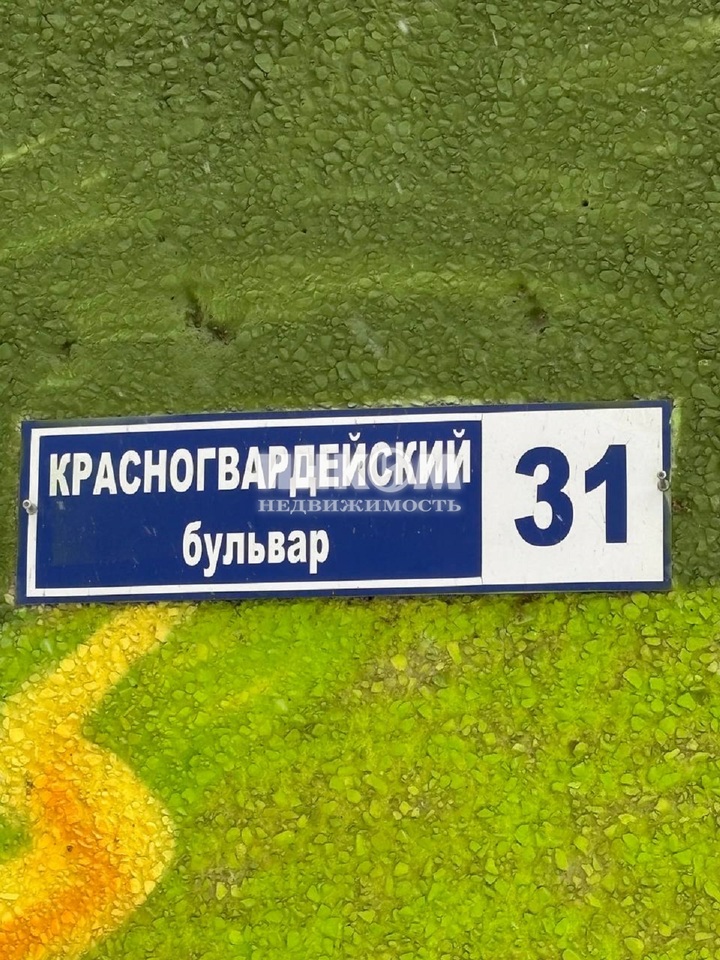 КРАСНОГВАРДЕЙСКИЙ
бульвар
31
НЕДВИЖИМОСТЬ